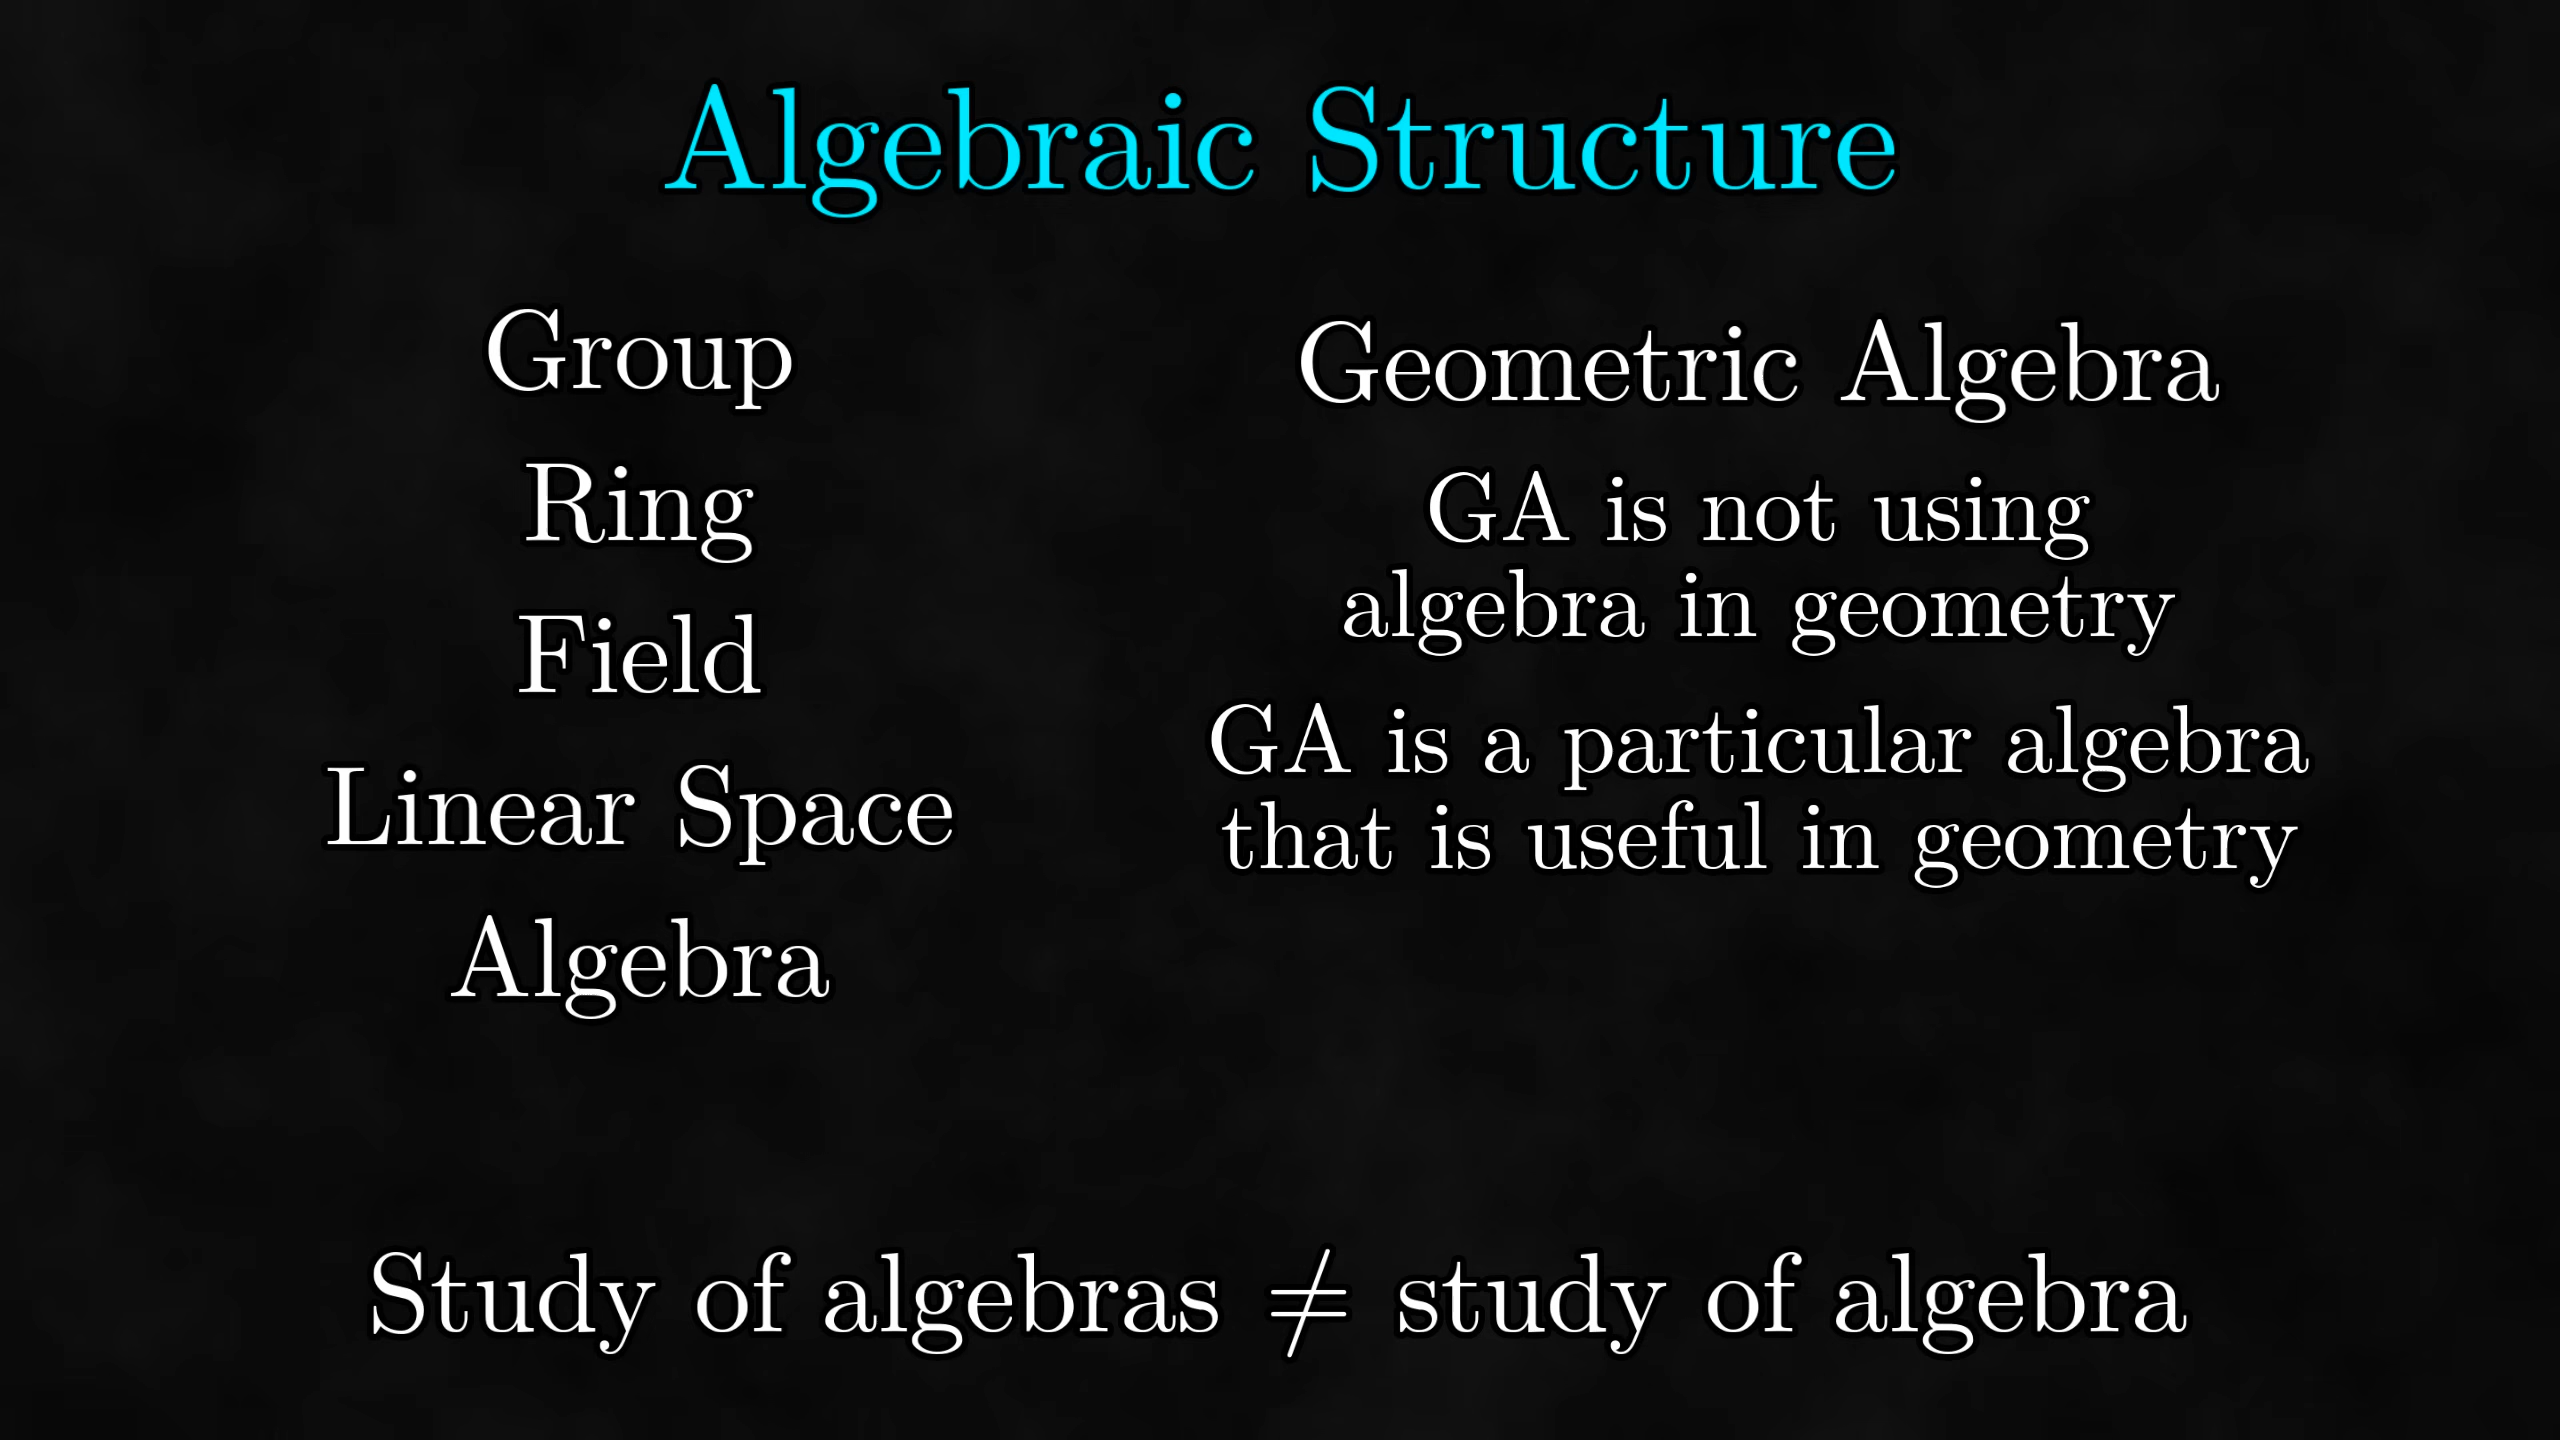 Algebraic Structure
Group
Ring
Field
Linear Space
Algebra
Geometric Algebra
GA is not using
algebra in geometry
GA is a particular algebra
that is useful in geometry
Study of algebras ≠ study of algebra